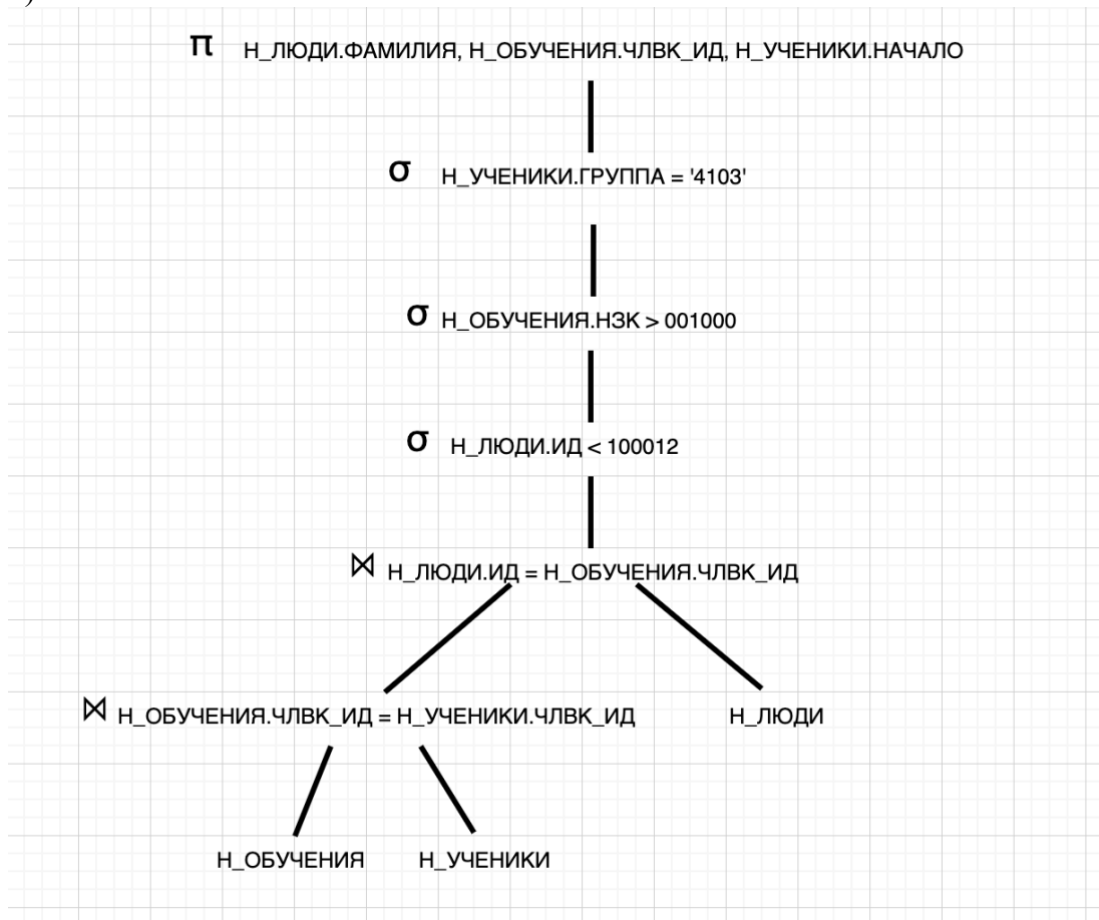 )
π Н_ЛЮДИ.ФАМИЛИЯ, Н_ОБУЧЕНИЯ.ЧЛВК_ИД, Н_УЧЕНИКИ.НАЧАЛО
σ Н_УЧЕНИКИ.ГРУППА = '4103'
σ Н_ОБУЧЕНИЯ.НЗК > 001000
σ Н_ЛЮДИ.ИД < 100012
⋈ Н_ЛЮДИ.ИД = Н_ОБУЧЕНИЯ.ЧЛВК_ИД
⋈ Н_ОБУЧЕНИЯ.ЧЛВК_ИД = Н_УЧЕНИКИ.ЧЛВК_ИД
Н_ЛЮДИ
Н_ОБУЧЕНИЯ
Н_УЧЕНИКИ